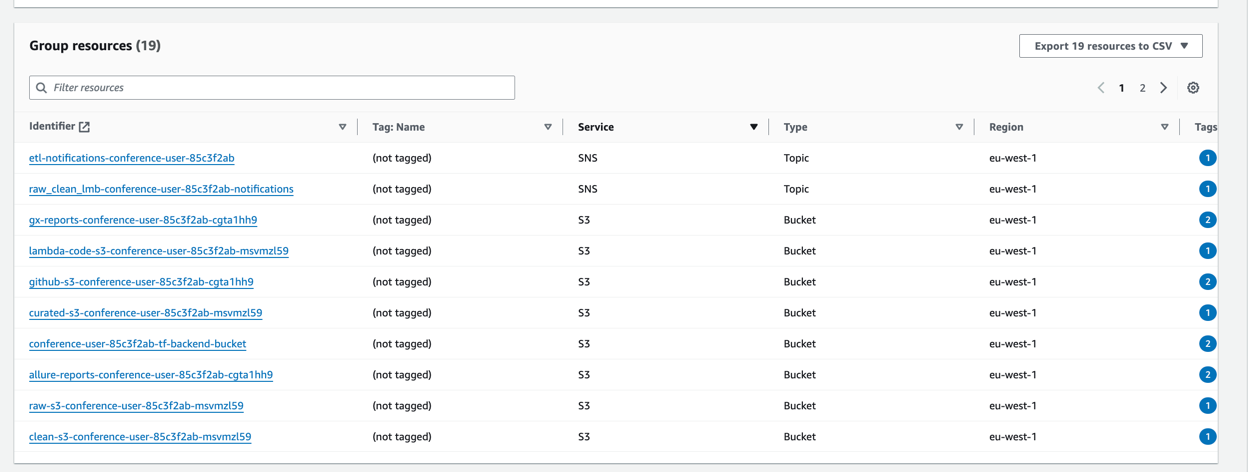 Group resources (19)
Export 19 resources to CSV
Filter resources
1 2
Identifier Tag: Name Service Type Region Tags
etl-notifications-conference-user-85c3f2ab (not tagged) SNS Topic eu-west-1 1
raw_clean_lmb-conference-user-85c3f2ab-notifications (not tagged) SNS Topic eu-west-1 1
gx-reports-conference-user-85c3f2ab-cgta1hh9 (not tagged) S3 Bucket eu-west-1 2
lambda-code-s3-conference-user-85c3f2ab-msvmzl59 (not tagged) S3 Bucket eu-west-1 1
github-s3-conference-user-85c3f2ab-cgta1hh9 (not tagged) S3 Bucket eu-west-1 2
curated-s3-conference-user-85c3f2ab-msvmzl59 (not tagged) S3 Bucket eu-west-1 1
conference-user-85c3f2ab-tf-backend-bucket (not tagged) S3 Bucket eu-west-1 2
allure-reports-conference-user-85c3f2ab-cgta1hh9 (not tagged) S3 Bucket eu-west-1 2
raw-s3-conference-user-85c3f2ab-msvmzl59 (not tagged) S3 Bucket eu-west-1 1
clean-s3-conference-user-85c3f2ab-msvmzl59 (not tagged) S3 Bucket eu-west-1 1